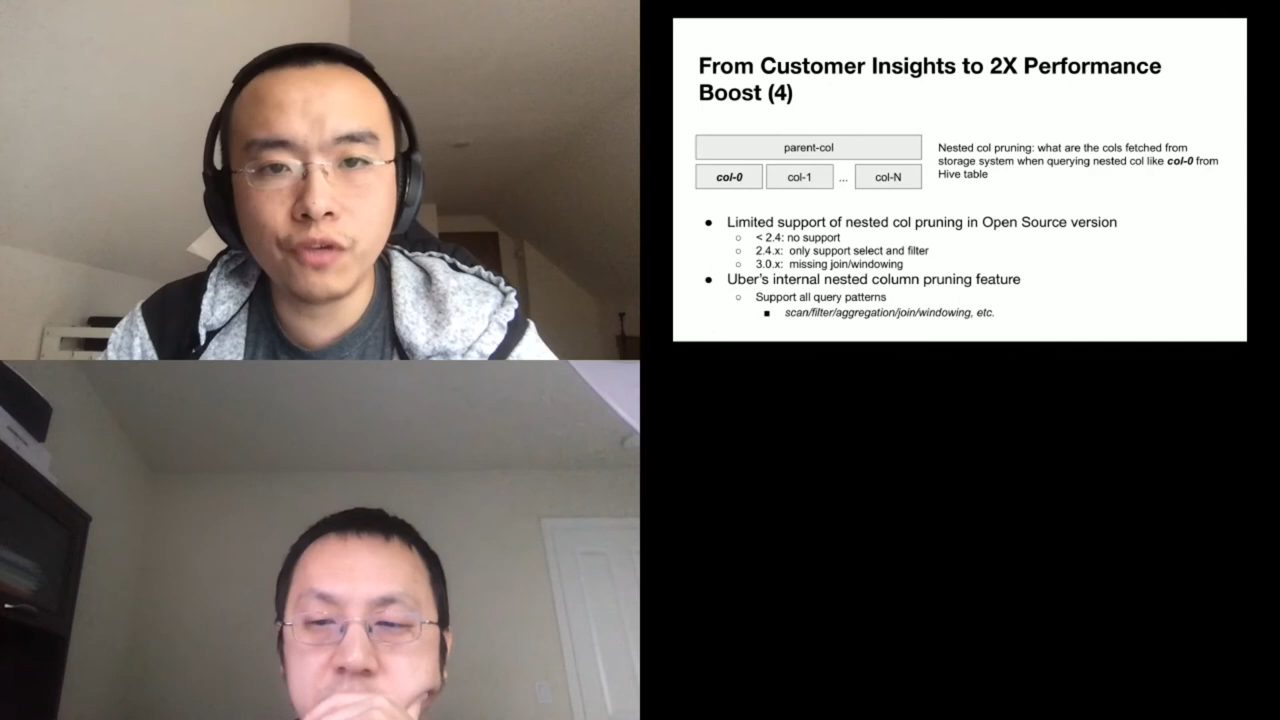 From Customer Insights to 2X Performance
Boost (4)
parent-col
col-0 col-1 ... col-N
Nested col pruning: what are the cols fetched from
storage system when querying nested col like col-0 from
Hive table
● Limited support of nested col pruning in Open Source version
○ < 2.4: no support
○ 2.4.x: only support select and filter
○ 3.0.x: missing join/windowing
● Uber's internal nested column pruning feature
○ Support all query patterns
■ scan/filter/aggregation/join/windowing, etc.